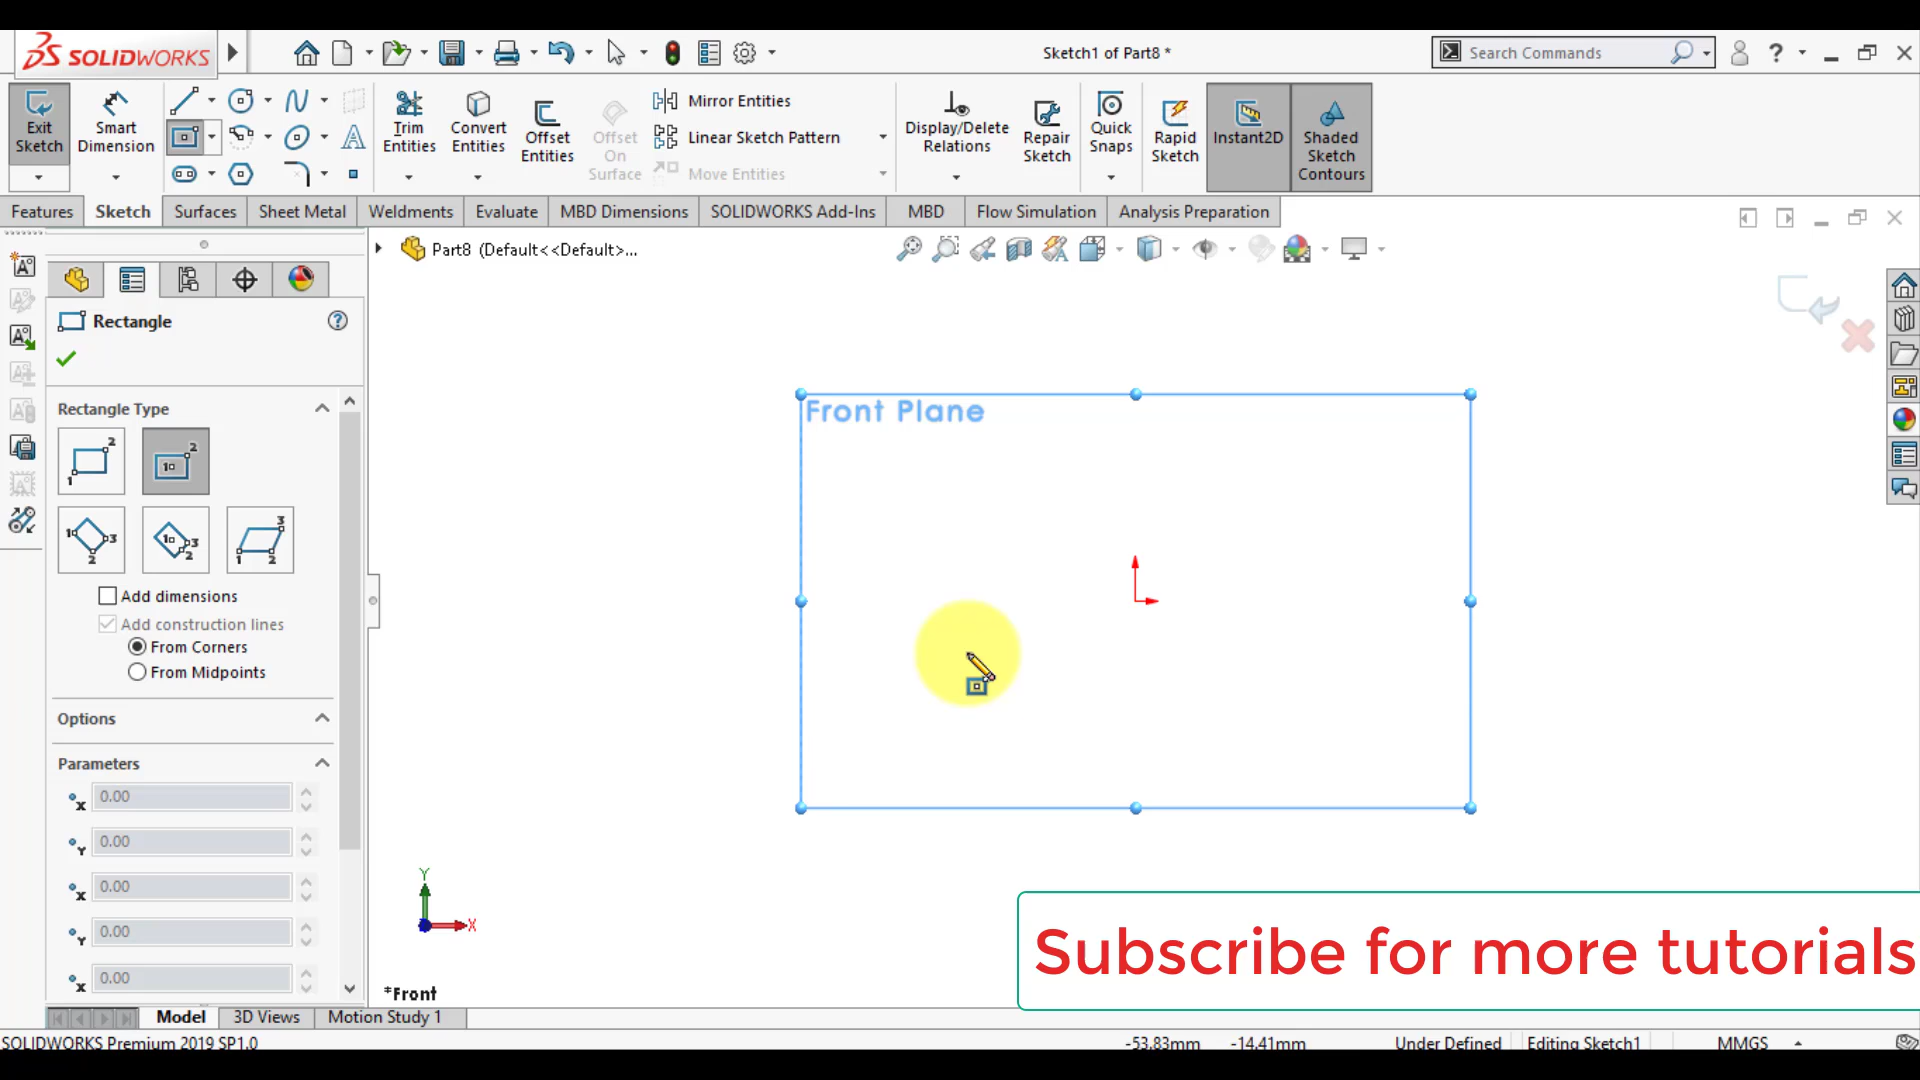 SOLIDWORKS
Sketch1 of Part8 *
Search Commands
Exit Sketch
Smart Dimension
Trim Entities
Convert Entities
Offset Entities
Offset On Surface
Mirror Entities
Linear Sketch Pattern
Move Entities
Display/Delete Relations
Repair Sketch
Quick Snaps
Rapid Sketch
Instant2D
Shaded Sketch Contours
Features
Sketch
Surfaces
Sheet Metal
Weldments
Evaluate
MBD Dimensions
SOLIDWORKS Add-Ins
MBD
Flow Simulation
Analysis Preparation
Part8 (Default<<Default>...
Rectangle
Rectangle Type
Add dimensions
Add construction lines
From Corners
From Midpoints
Options
Parameters
X 0.00
Y 0.00
X 0.00
Y 0.00
X 0.00
Front Plane
Y
X
*Front
Subscribe for more tutorials
Model
3D Views
Motion Study 1
SOLIDWORKS Premium 2019 SP1.0
-53.83mm
-14.41mm
Under Defined
Editing Sketch1
MMGS